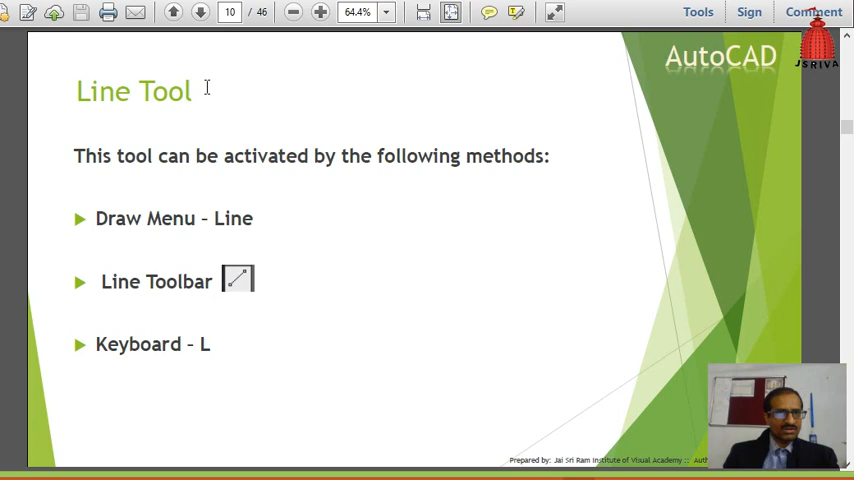 10 / 46
64.4%
Tools
Sign
Comment
JSRIVA
AutoCAD
Line Tool
This tool can be activated by the following methods:
Draw Menu – Line
Line Toolbar
Keyboard – L
Prepared by: Jai Sri Ram Institute of Visual Academy ::